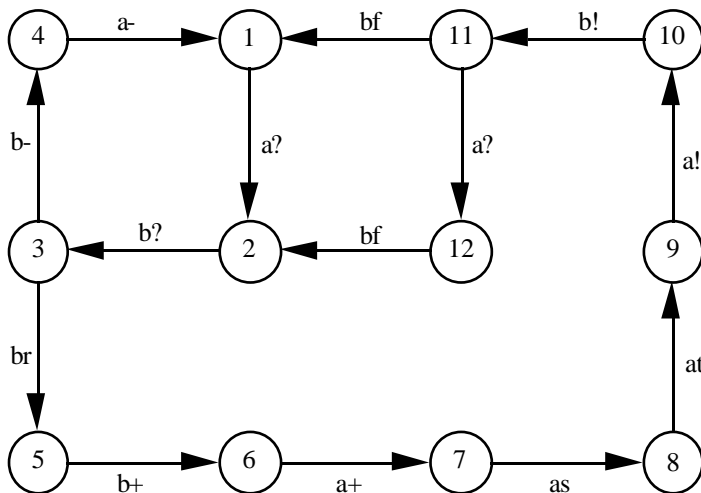 4 a- 1 bf 11 b! 10
b- a? a? a!
3 b? 2 bf 12 9
br at
5 b+ 6 a+ 7 as 8